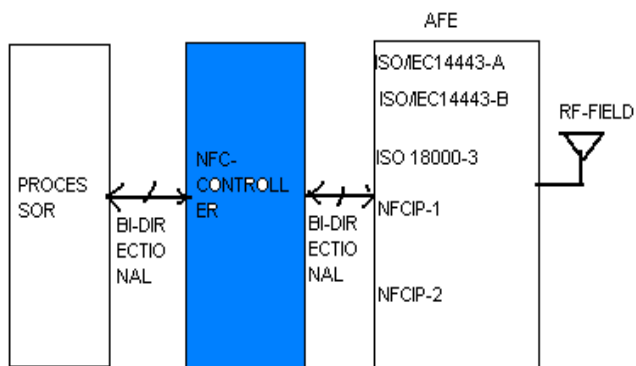 AFE
ISO/IEC14443-A
ISO/IEC14443-B
RF-FIELD
ISO 18000-3
NFCIP-1
NFCIP-2
NFC-
CONTROLL
ER
PROCES
SOR
BI-DIR
ECTIO
NAL
BI-DIR
ECTIO
NAL